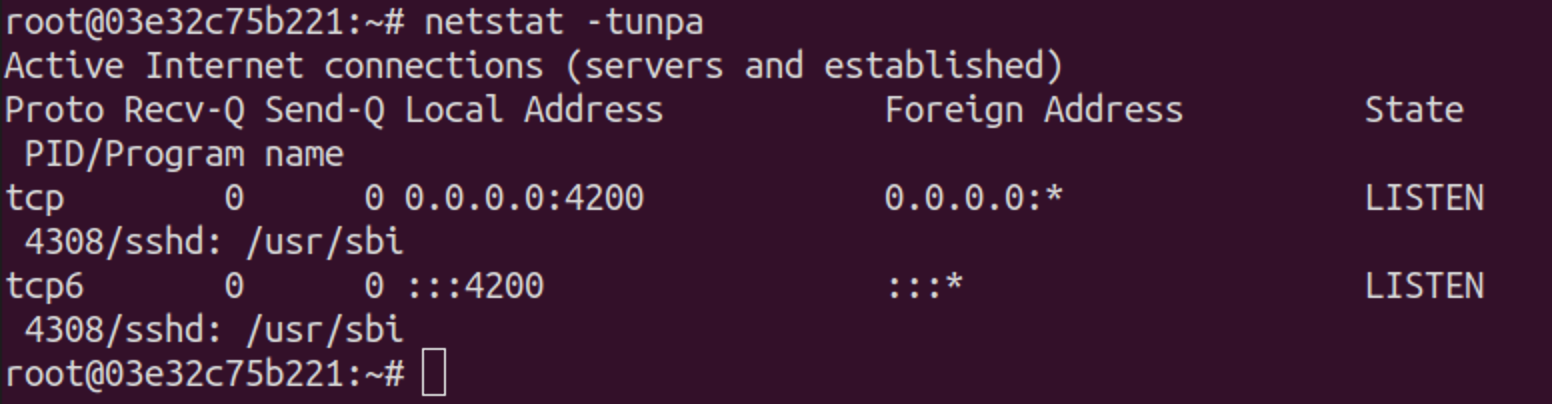 root@03e32c75b221:~# netstat -tunpa
Active Internet connections (servers and established)
Proto Recv-Q Send-Q Local Address           Foreign Address         State
 PID/Program name
tcp        0      0 0.0.0.0:4200            0.0.0.0:*               LISTEN
 4308/sshd: /usr/sbi
tcp6       0      0 :::4200                 :::*                    LISTEN
 4308/sshd: /usr/sbi
root@03e32c75b221:~#